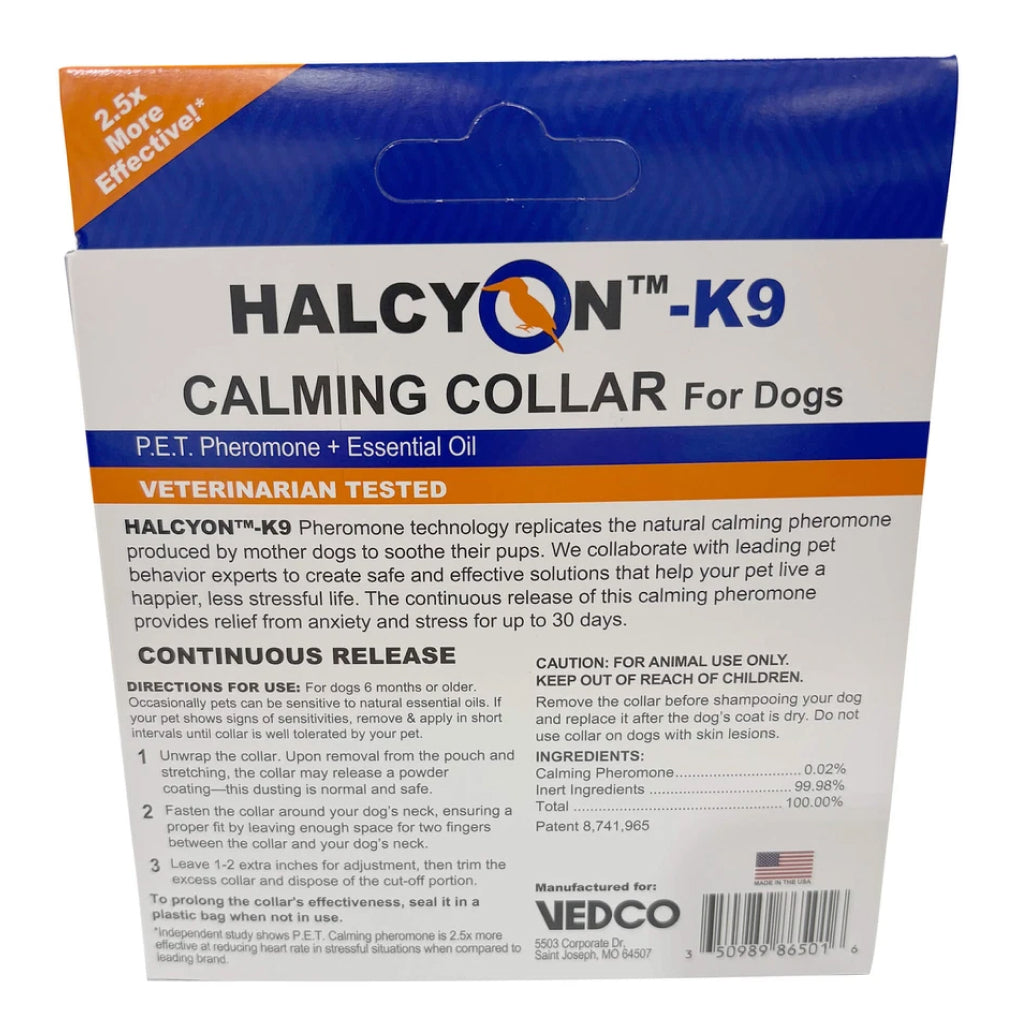 2.5x
More
Effective!*
HALCYON™-K9
CALMING COLLAR For Dogs
P.E.T. Pheromone + Essential Oil
VETERINARIAN TESTED
HALCYON™-K9 Pheromone technology replicates the natural calming pheromone
produced by mother dogs to soothe their pups. We collaborate with leading pet
behavior experts to create safe and effective solutions that help your pet live a
happier, less stressful life. The continuous release of this calming pheromone
provides relief from anxiety and stress for up to 30 days.
CONTINUOUS RELEASE
DIRECTIONS FOR USE: For dogs 6 months or older.
Occasionally pets can be sensitive to natural essential oils. If
your pet shows signs of sensitivities, remove & apply in short
intervals until collar is well tolerated by your pet.
1 Unwrap the collar. Upon removal from the pouch and
stretching, the collar may release a powder
coating—this dusting is normal and safe.
2 Fasten the collar around your dog's neck, ensuring a
proper fit by leaving enough space for two fingers
between the collar and your dog's neck.
3 Leave 1-2 extra inches for adjustment, then trim the
excess collar and dispose of the cut-off portion.
To prolong the collar's effectiveness, seal it in a
plastic bag when not in use.
*Independent study shows P.E.T. Calming pheromone is 2.5x more
effective at reducing heart rate in stressful situations when compared to
leading brand.
CAUTION: FOR ANIMAL USE ONLY.
KEEP OUT OF REACH OF CHILDREN.
Remove the collar before shampooing your dog
and replace it after the dog's coat is dry. Do not
use collar on dogs with skin lesions.
INGREDIENTS:
Calming Pheromone............................ 0.02%
Inert Ingredients ................................ 99.98%
Total ................................................ 100.00%
Patent 8,741,965
MADE IN THE USA
Manufactured for:
VEDCO
5503 Corporate Dr.
Saint Joseph, MO 64507
3 50989 86501 6